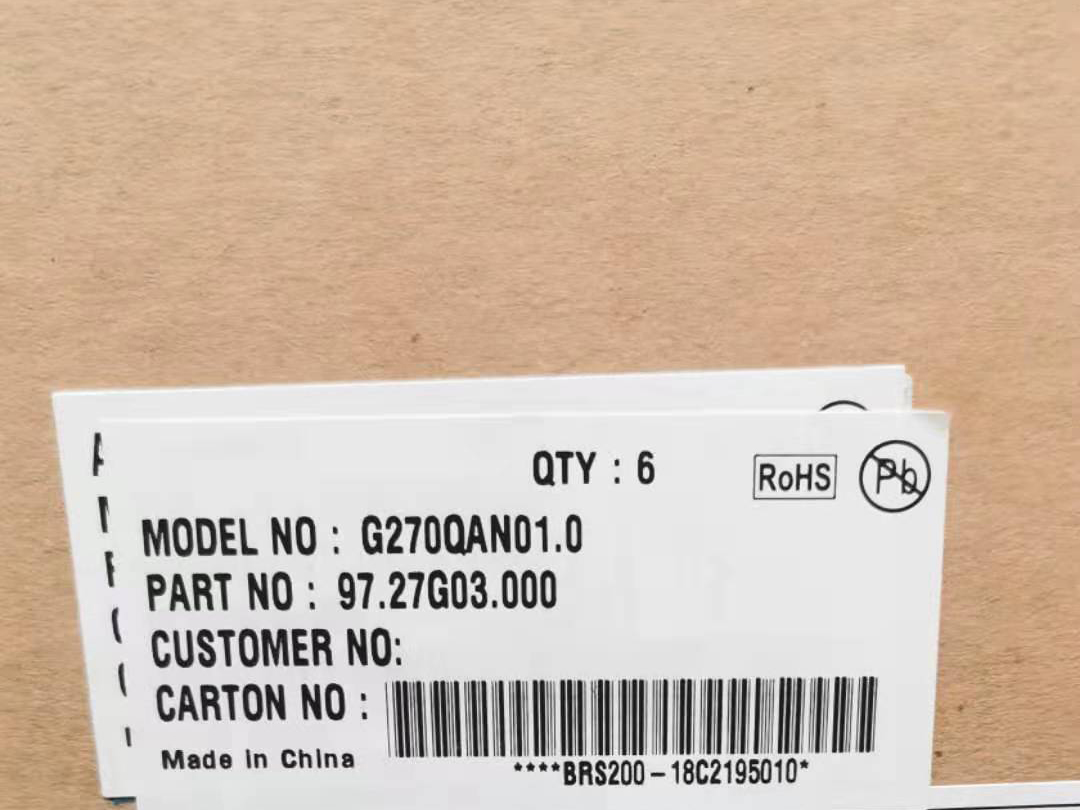 QTY : 6
RoHS
Pb
MODEL NO : G270QAN01.0
PART NO : 97.27G03.000
CUSTOMER NO:
CARTON NO :
Made in China
****BRS200-18C2195010*